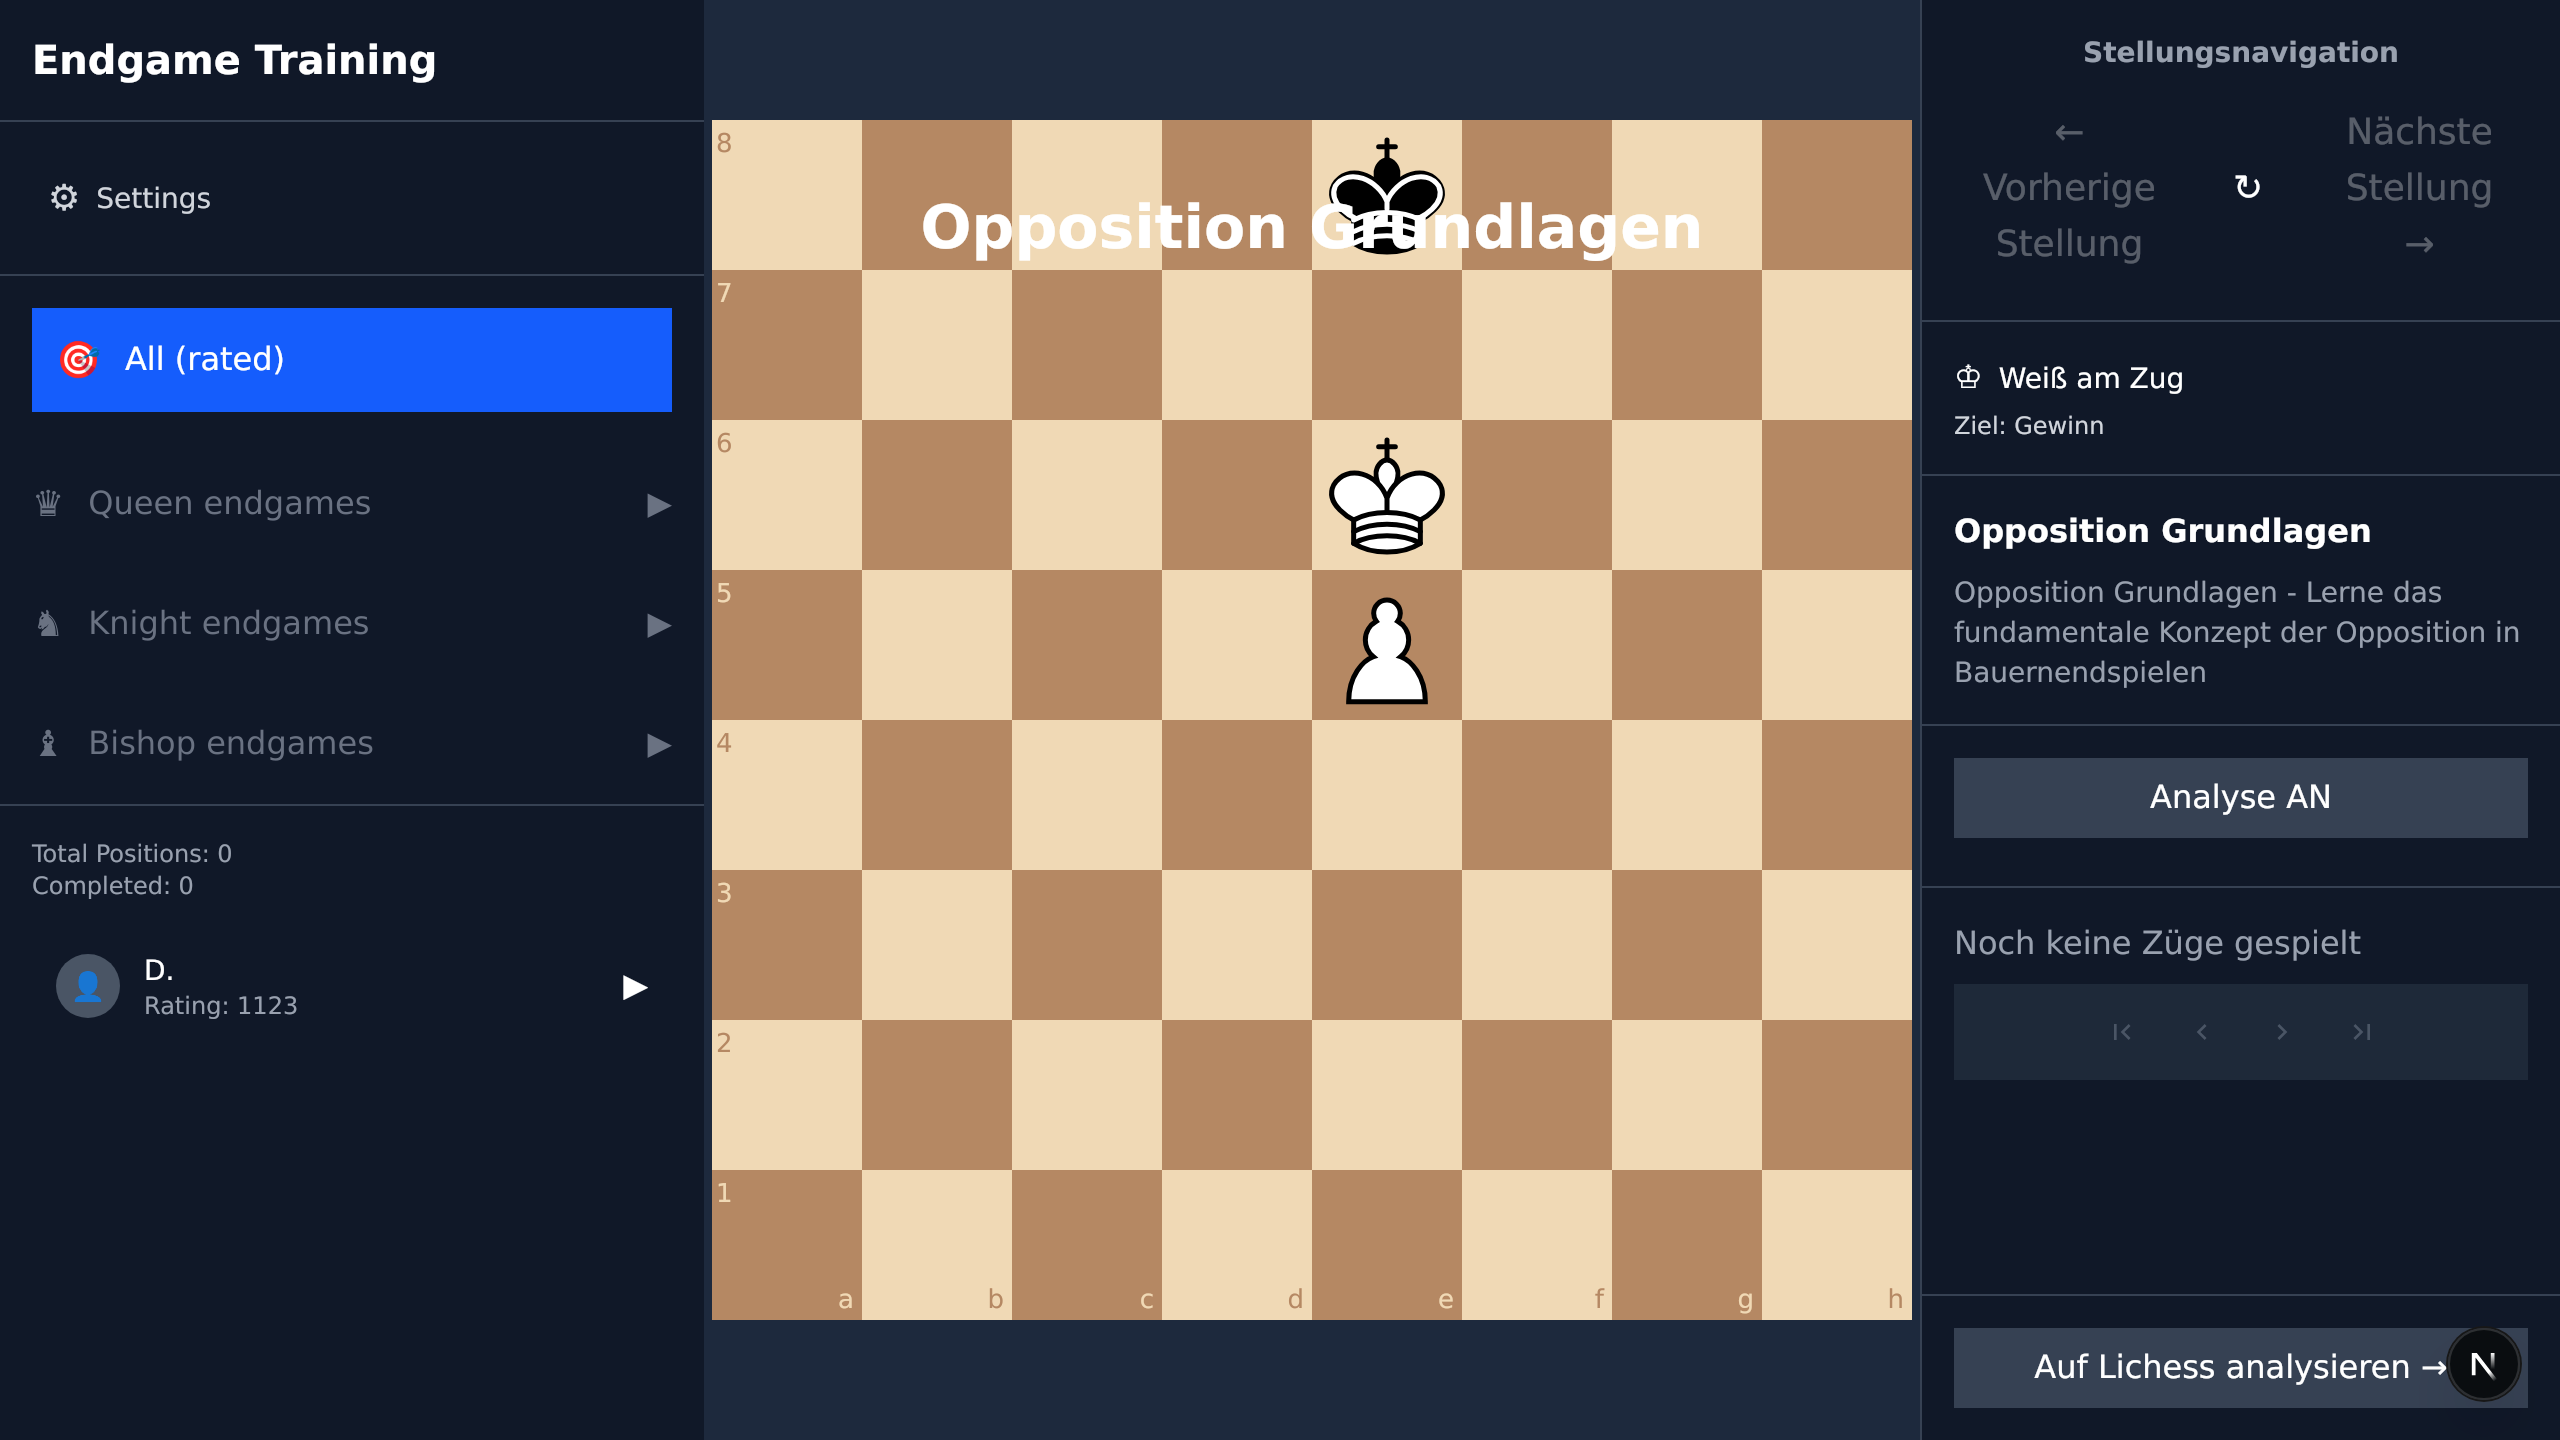 Endgame Training
⚙ Settings
🎯 All (rated)
♛ Queen endgames ▶
♞ Knight endgames ▶
♝ Bishop endgames ▶
Total Positions: 0
Completed: 0
👤 D. ▶
Rating: 1123
Opposition Grundlagen
8
7
6
5
4
3
2
1
a b c d e f g h
Stellungsnavigation
← Vorherige Stellung
↻
Nächste Stellung →
♔ Weiß am Zug
Ziel: Gewinn
Opposition Grundlagen
Opposition Grundlagen - Lerne das
fundamentale Konzept der Opposition in
Bauernendspielen
Analyse AN
Noch keine Züge gespielt
Auf Lichess analysieren →
N